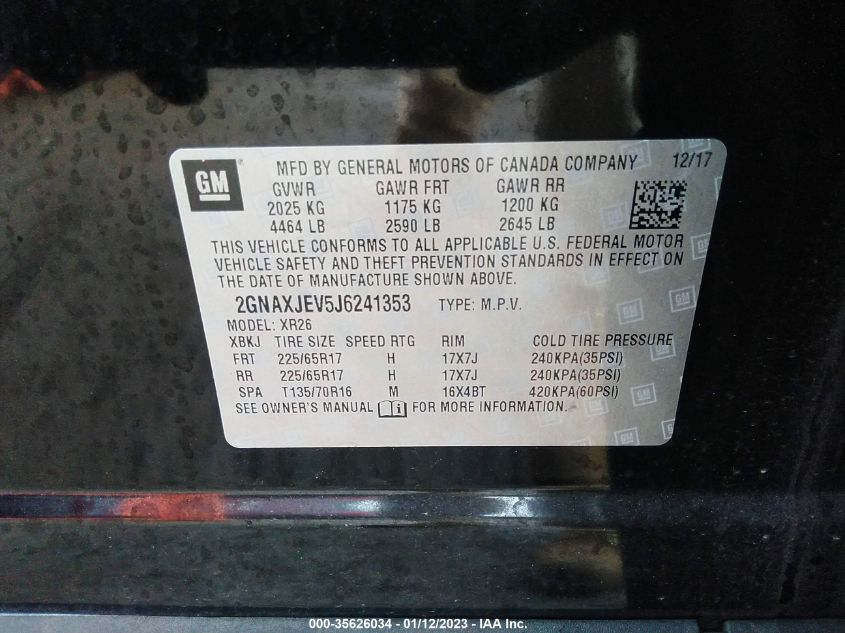 GM
MFD BY GENERAL MOTORS OF CANADA COMPANY 12/17
GVWR GAWR FRT GAWR RR
2025 KG 1175 KG 1200 KG
4464 LB 2590 LB 2645 LB
THIS VEHICLE CONFORMS TO ALL APPLICABLE U.S. FEDERAL MOTOR
VEHICLE SAFETY AND THEFT PREVENTION STANDARDS IN EFFECT ON
THE DATE OF MANUFACTURE SHOWN ABOVE.
2GNAXJEV5J6241353 TYPE: M.P.V.
MODEL: XR26
XBKJ TIRE SIZE SPEED RTG RIM COLD TIRE PRESSURE
FRT 225/65R17 H 17X7J 240KPA(35PSI)
RR 225/65R17 H 17X7J 240KPA(35PSI)
SPA T135/70R16 M 16X4BT 420KPA(60PSI)
SEE OWNER'S MANUAL FOR MORE INFORMATION.
000-35626034 - 01/12/2023 - IAA Inc.